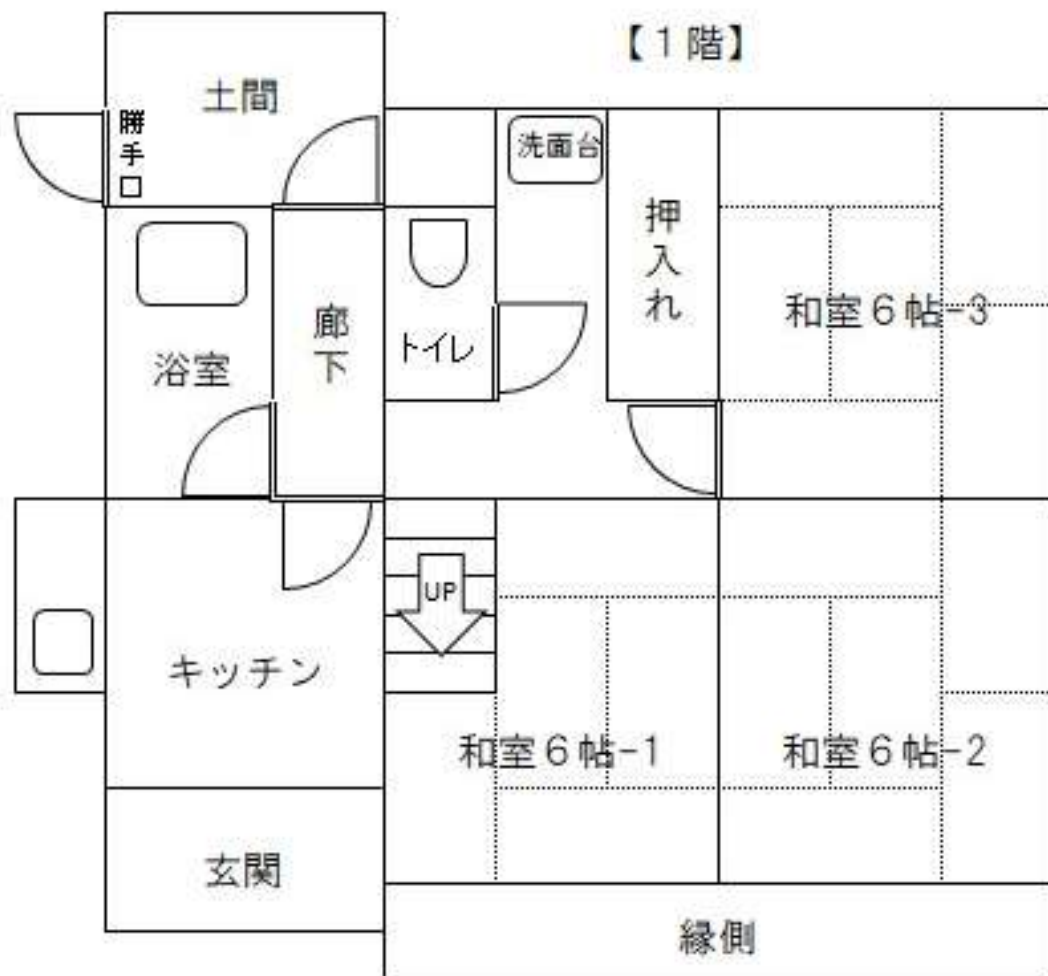 【１階】
土間
勝手口
洗面台
押入れ
和室６帖-3
廊下
トイレ
浴室
UP
キッチン
和室６帖-1
和室６帖-2
玄関
縁側